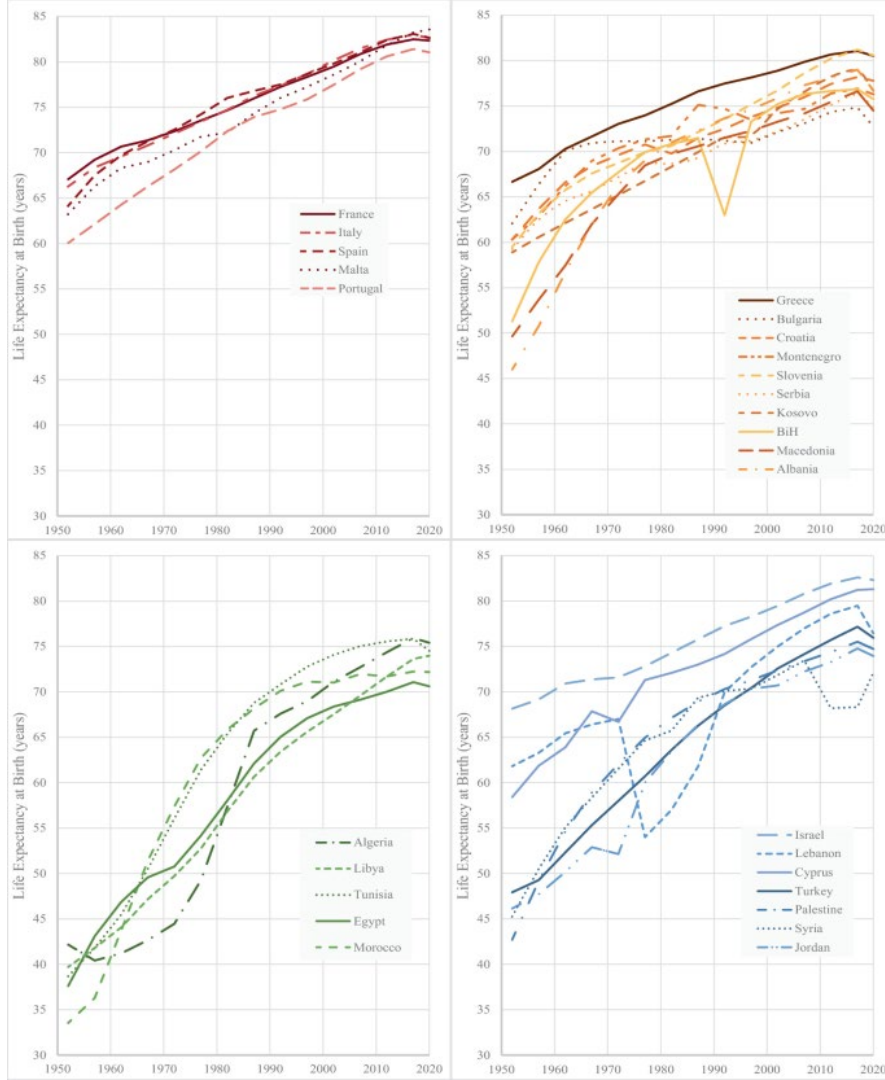 Life Expectancy at Birth (years)
85
80
75
70
65
60
55
50
45
40
35
30
1950 1960 1970 1980 1990 2000 2010 2020
France
Italy
Spain
Malta
Portugal
Life Expectancy at Birth (years)
85
80
75
70
65
60
55
50
45
40
35
30
1950 1960 1970 1980 1990 2000 2010 2020
Greece
Bulgaria
Croatia
Montenegro
Slovenia
Serbia
Kosovo
BiH
Macedonia
Albania
Life Expectancy at Birth (years)
85
80
75
70
65
60
55
50
45
40
35
30
1950 1960 1970 1980 1990 2000 2010 2020
Algeria
Libya
Tunisia
Egypt
Morocco
Life Expectancy at Birth (years)
85
80
75
70
65
60
55
50
45
40
35
30
1950 1960 1970 1980 1990 2000 2010 2020
Israel
Lebanon
Cyprus
Turkey
Palestine
Syria
Jordan